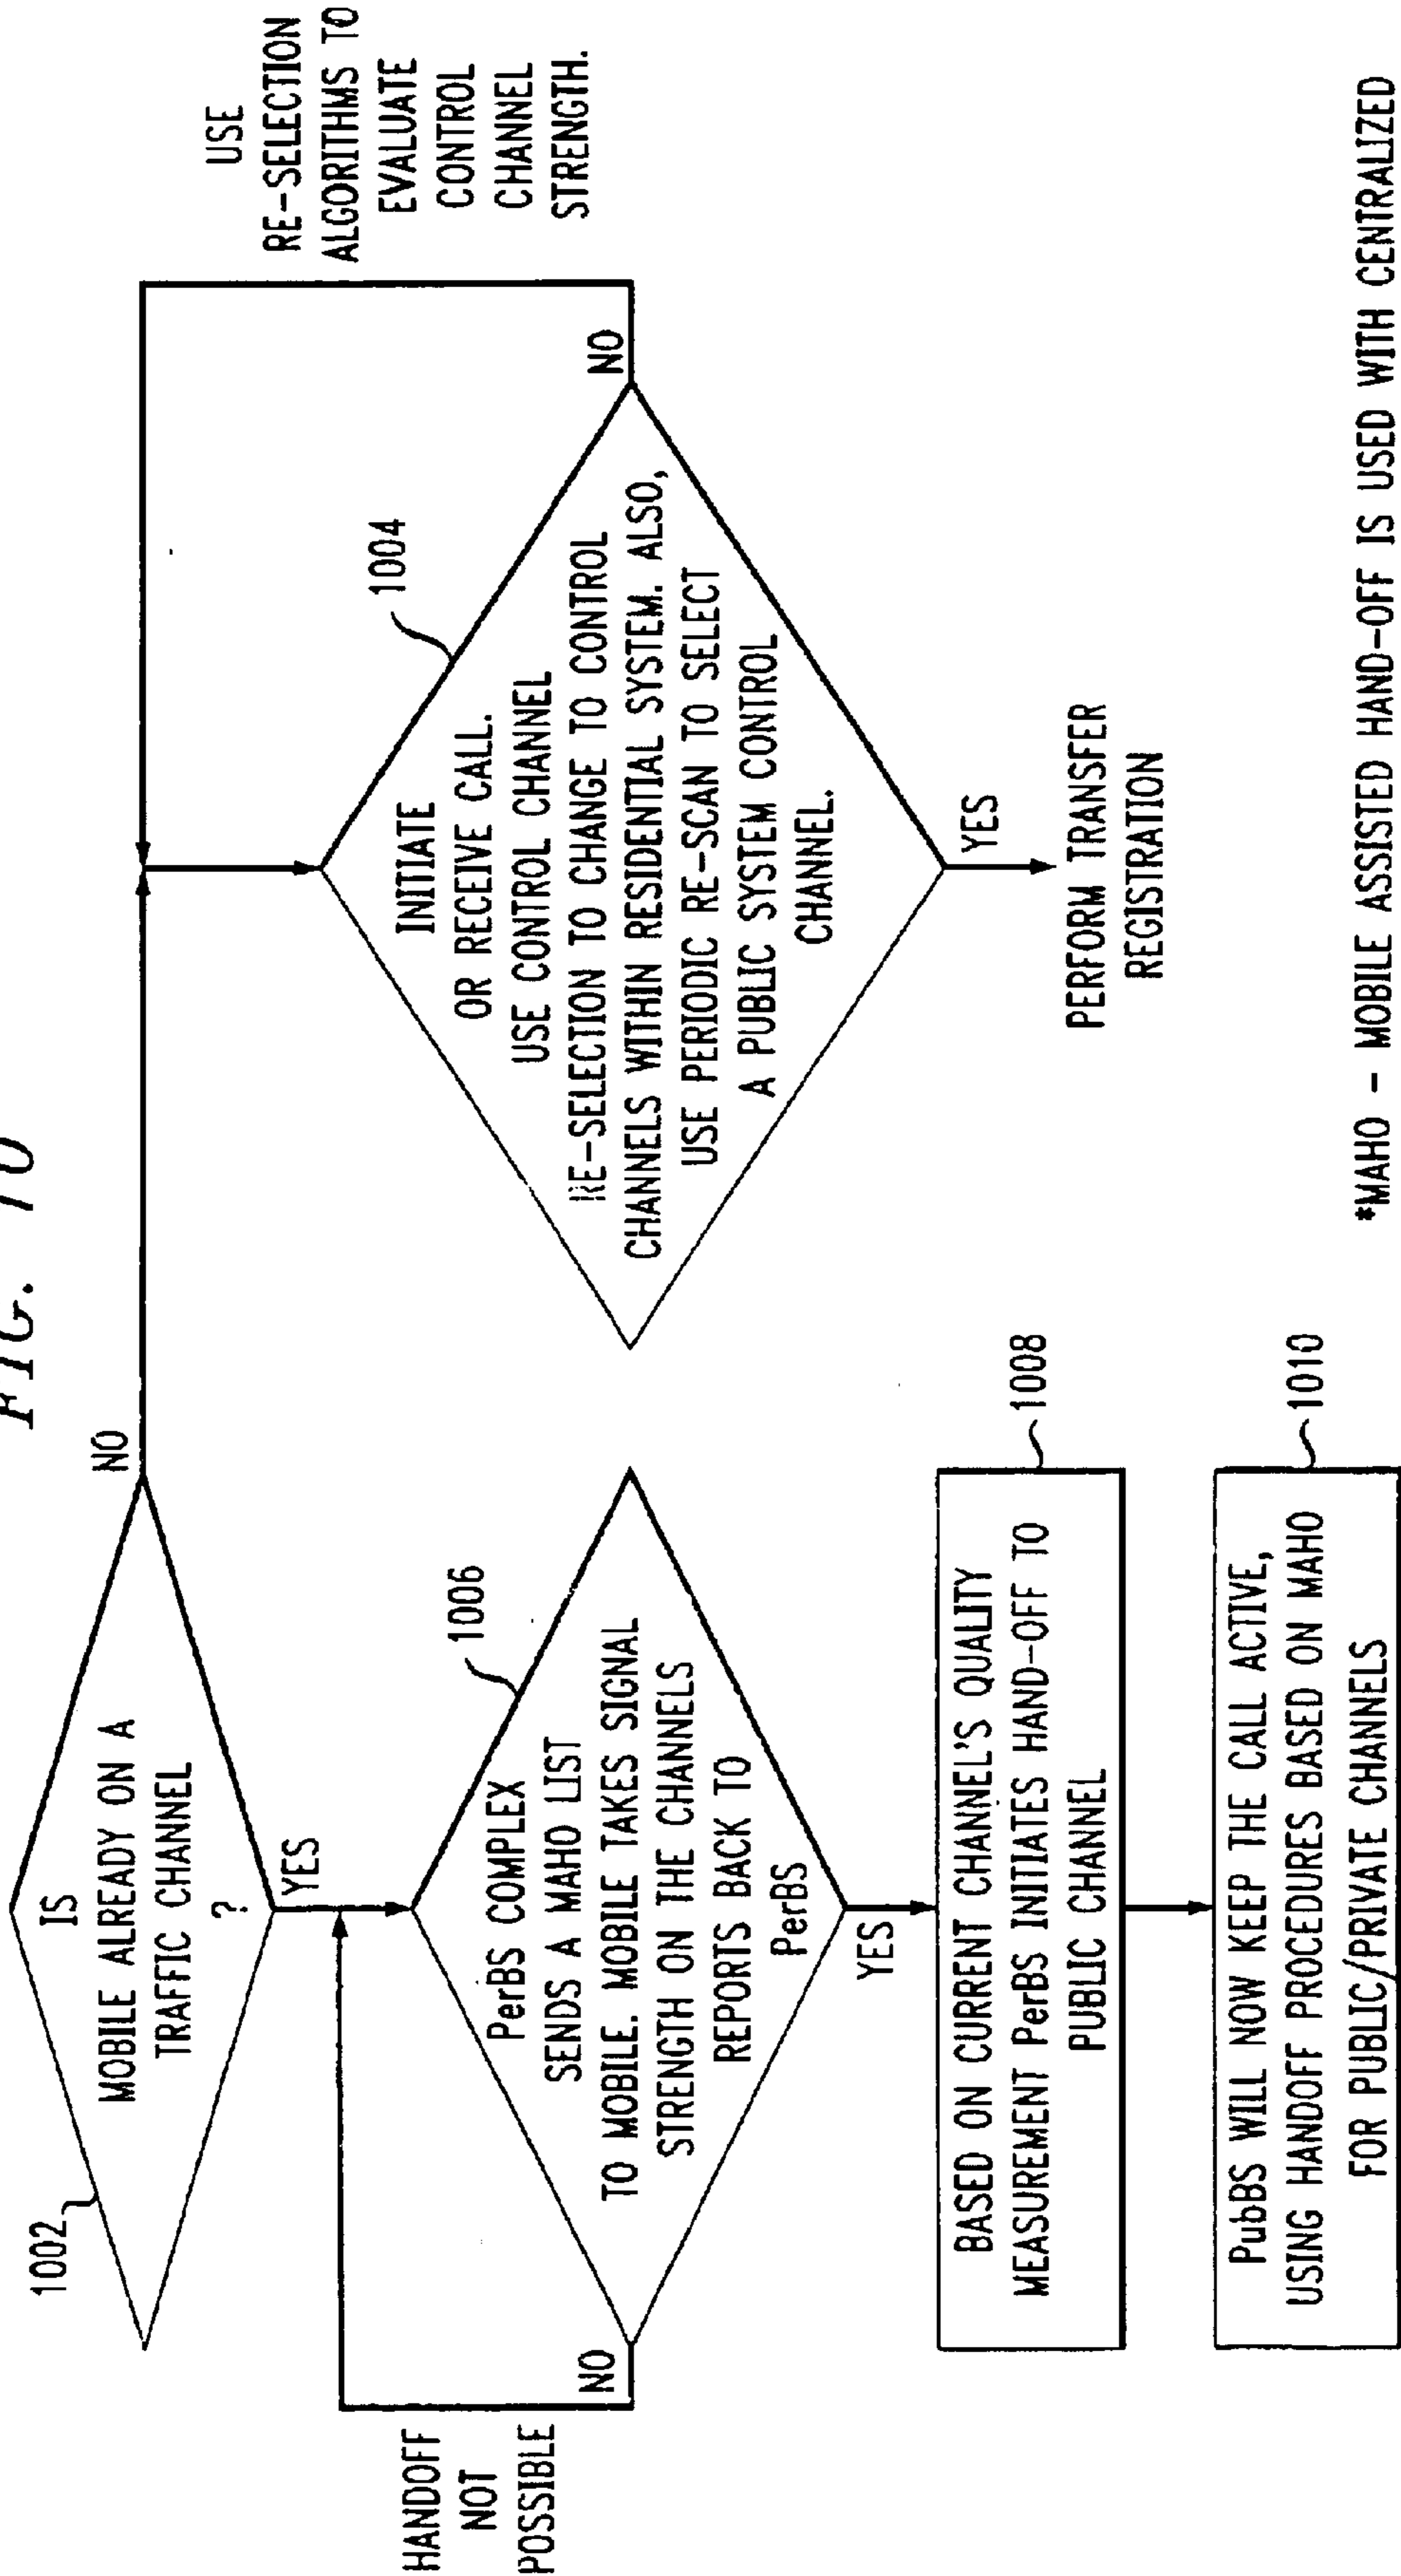 FIG. 10
1002
IS
MOBILE ALREADY ON A
TRAFFIC CHANNEL
?
NO
YES
HANDOFF
NOT
POSSIBLE
NO
1006
PerBS COMPLEX
SENDS A MAHO LIST
TO MOBILE. MOBILE TAKES SIGNAL
STRENGTH ON THE CHANNELS
REPORTS BACK TO
PerBS
YES
1008
BASED ON CURRENT CHANNEL'S QUALITY
MEASUREMENT PerBS INITIATES HAND-OFF TO
PUBLIC CHANNEL
1010
PubBS WILL NOW KEEP THE CALL ACTIVE,
USING HANDOFF PROCEDURES BASED ON MAHO
FOR PUBLIC/PRIVATE CHANNELS
1004
INITIATE
OR RECEIVE CALL.
USE CONTROL CHANNEL
RE-SELECTION TO CHANGE TO CONTROL
CHANNELS WITHIN RESIDENTIAL SYSTEM. ALSO,
USE PERIODIC RE-SCAN TO SELECT
A PUBLIC SYSTEM CONTROL
CHANNEL.
NO
USE
RE-SELECTION
ALGORITHMS TO
EVALUATE
CONTROL
CHANNEL
STRENGTH.
YES
PERFORM TRANSFER
REGISTRATION
*MAHO - MOBILE ASSISTED HAND-OFF IS USED WITH CENTRALIZED